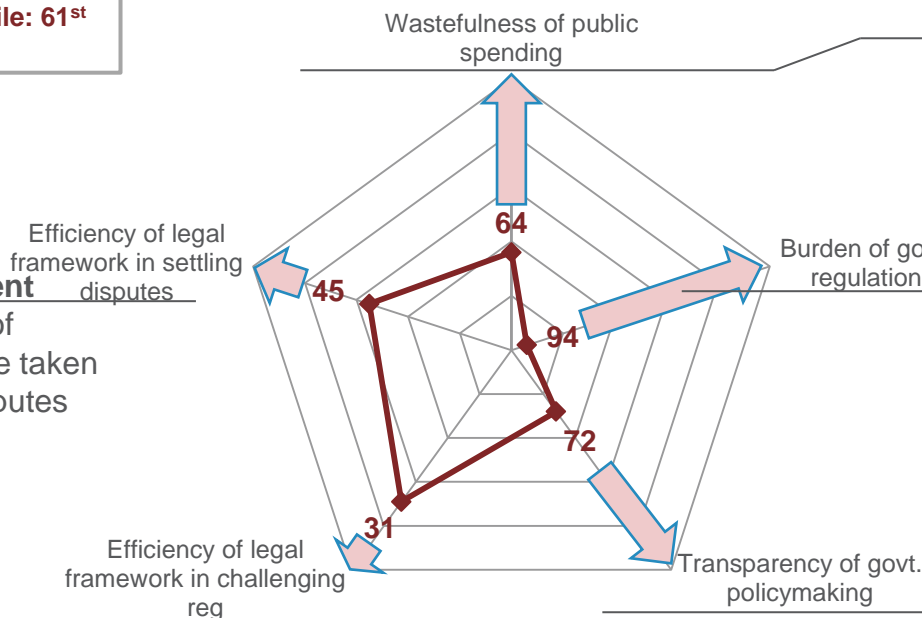 ile: 61st
Wastefulness of public
spending
64
Efficiency of legal
framework in settling
disputes
45
Burden of go
regulation
94
ent
of
e taken
outes
72
31
Efficiency of legal
framework in challenging
reg
Transparency of govt.
policymaking